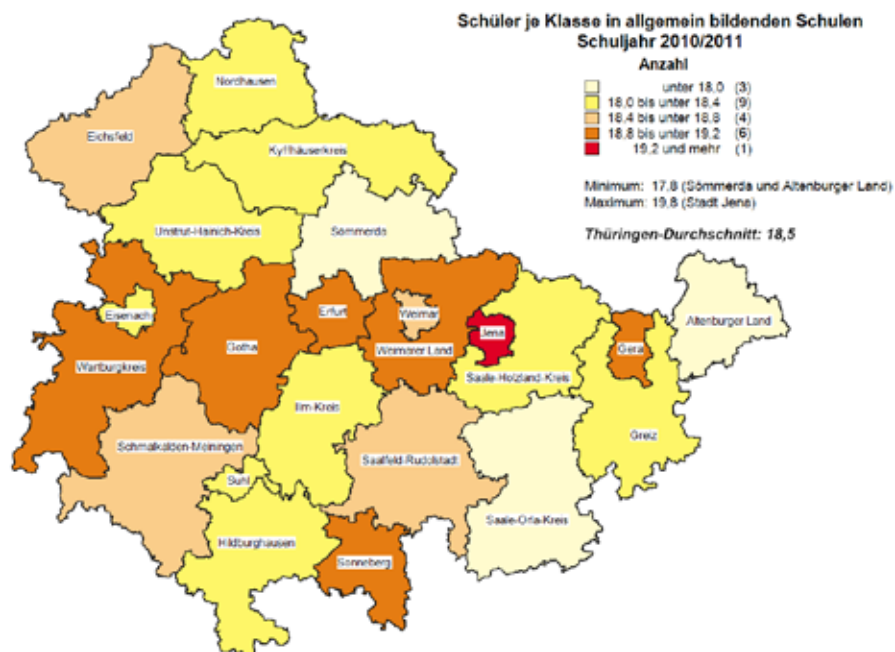 Schüler je Klasse in allgemein bildenden Schulen
Schuljahr 2010/2011
Anzahl
unter 18,0 (3)
18,0 bis unter 18,4 (9)
18,4 bis unter 18,8 (4)
18,8 bis unter 19,2 (6)
19,2 und mehr (1)
Minimum: 17,8 (Sömmerda und Altenburger Land)
Maximum: 19,8 (Stadt Jena)
Thüringen-Durchschnitt: 18,5
Nordhausen
Eichsfeld
Kyffhäuserkreis
Unstrut-Hainich-Kreis
Sömmerda
Eisenach
Erfurt
Weimar
Jena
Gera
Altenburger Land
Gotha
Weimarer Land
Wartburgkreis
Saale-Holzland-Kreis
Ilm-Kreis
Greiz
Schmalkalden-Meiningen
Saalfeld-Rudolstadt
Suhl
Saale-Orla-Kreis
Hildburghausen
Sonneberg